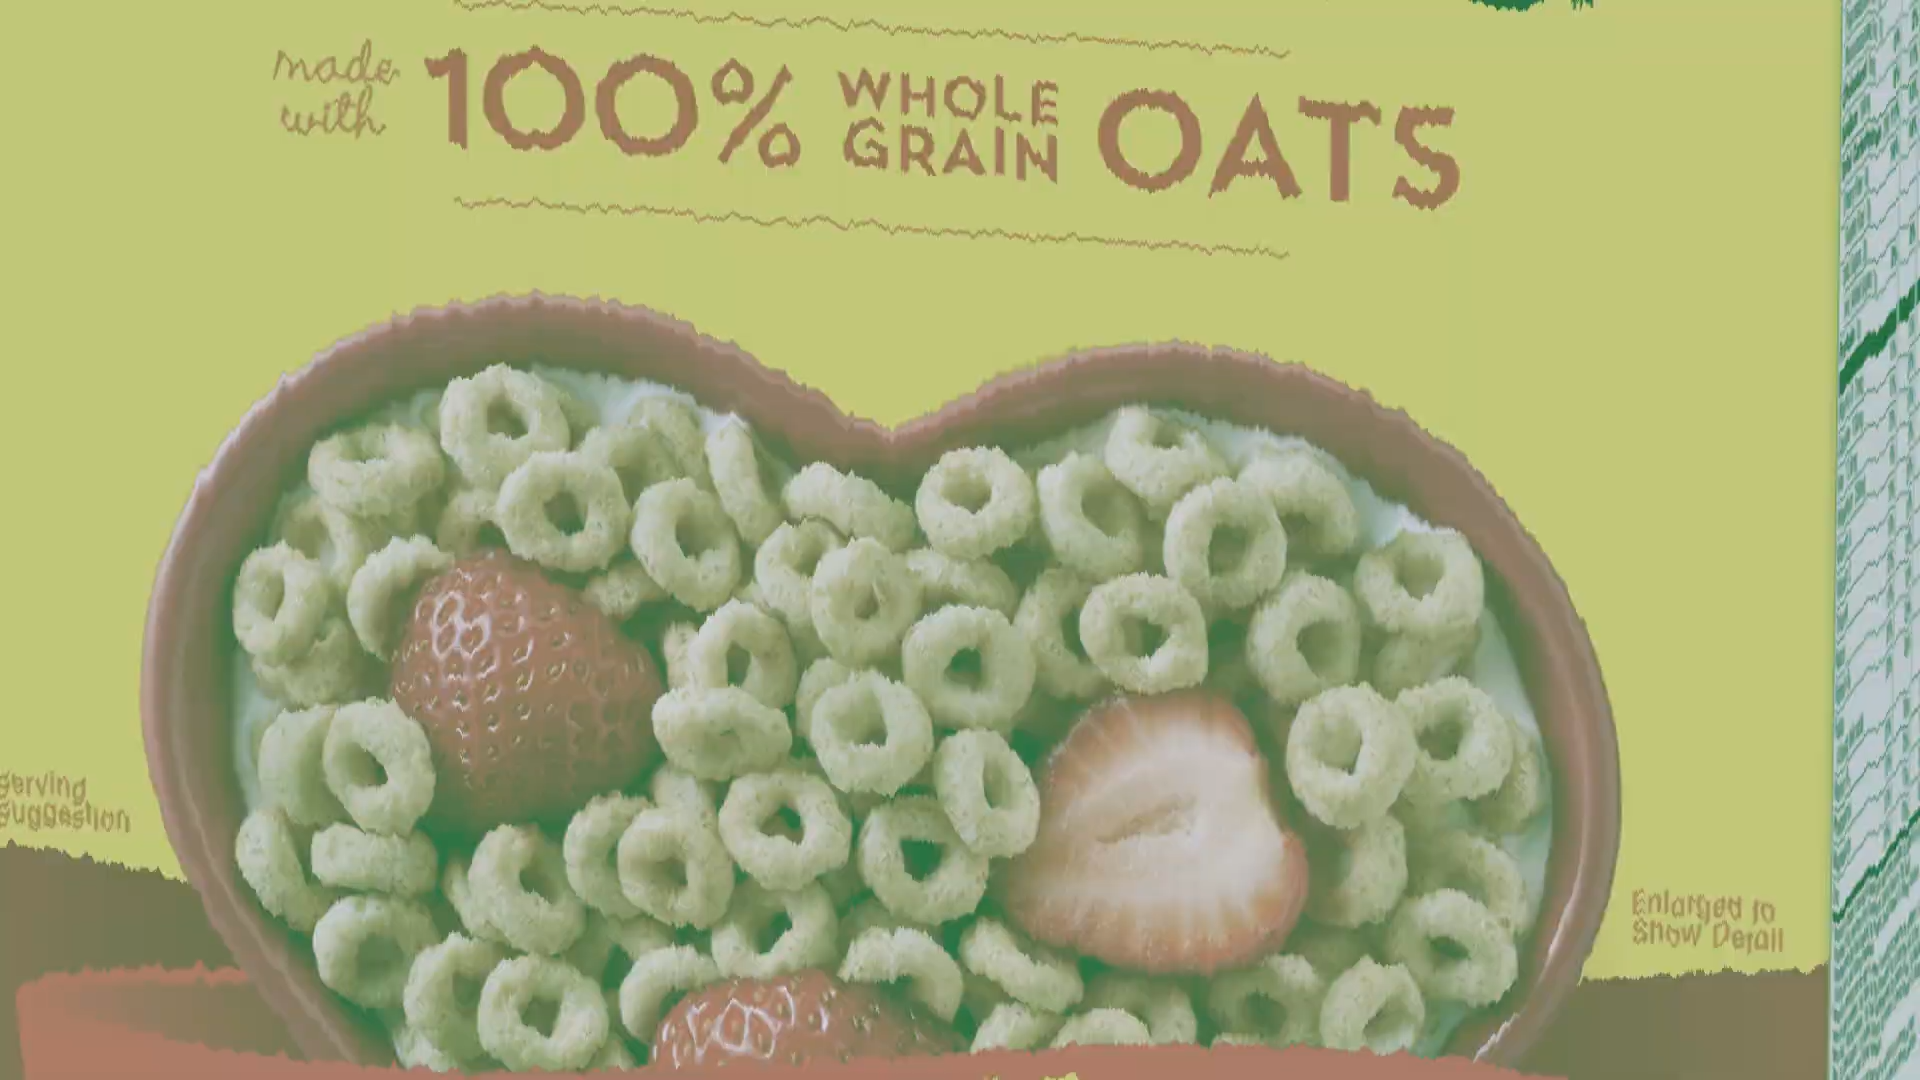 made
with
100% WHOLE
GRAIN OATS
serving
suggestion
Enlarged to
Show Detail